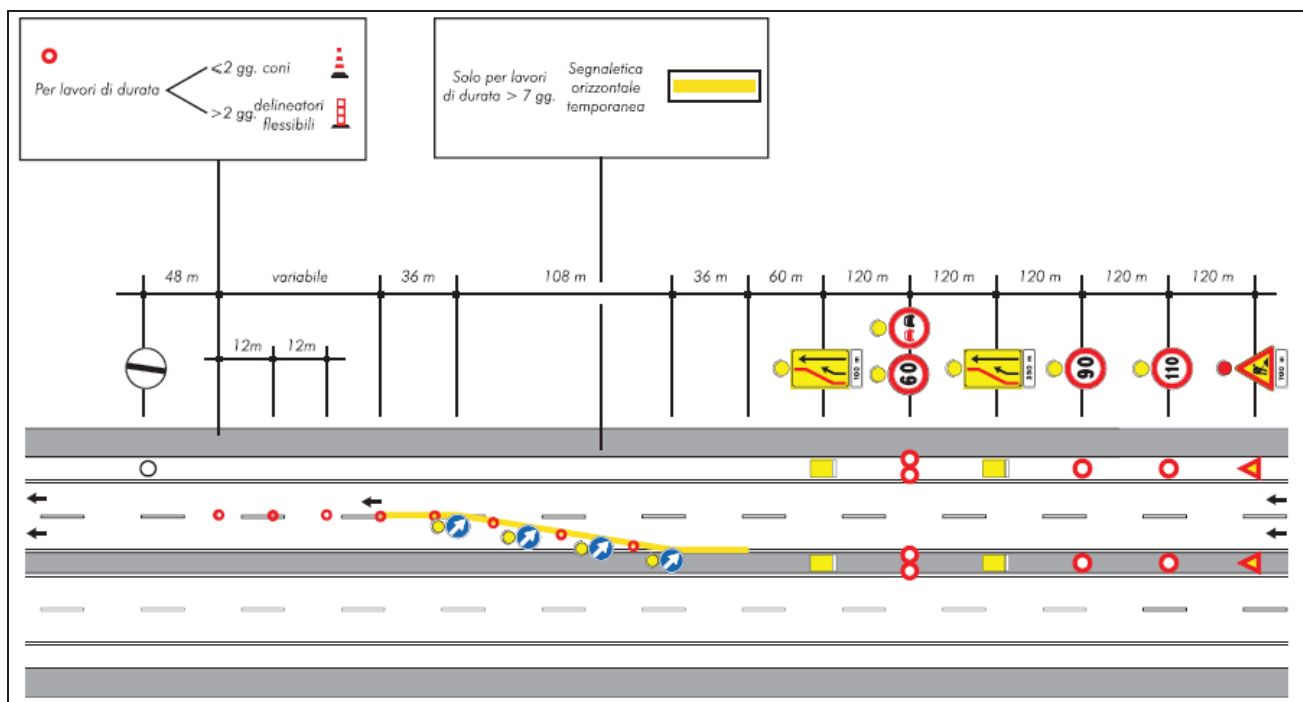 Per lavori di durata
⩽2 gg. coni
>2 gg. delineatori
flessibili
Solo per lavori
di durata > 7 gg.
Segnaletica
orizzontale
temporanea
48 m
variabile
36 m
108 m
36 m
60 m
120 m
120 m
120 m
120 m
120 m
12m
12m
100 m
60
90
110
700 m